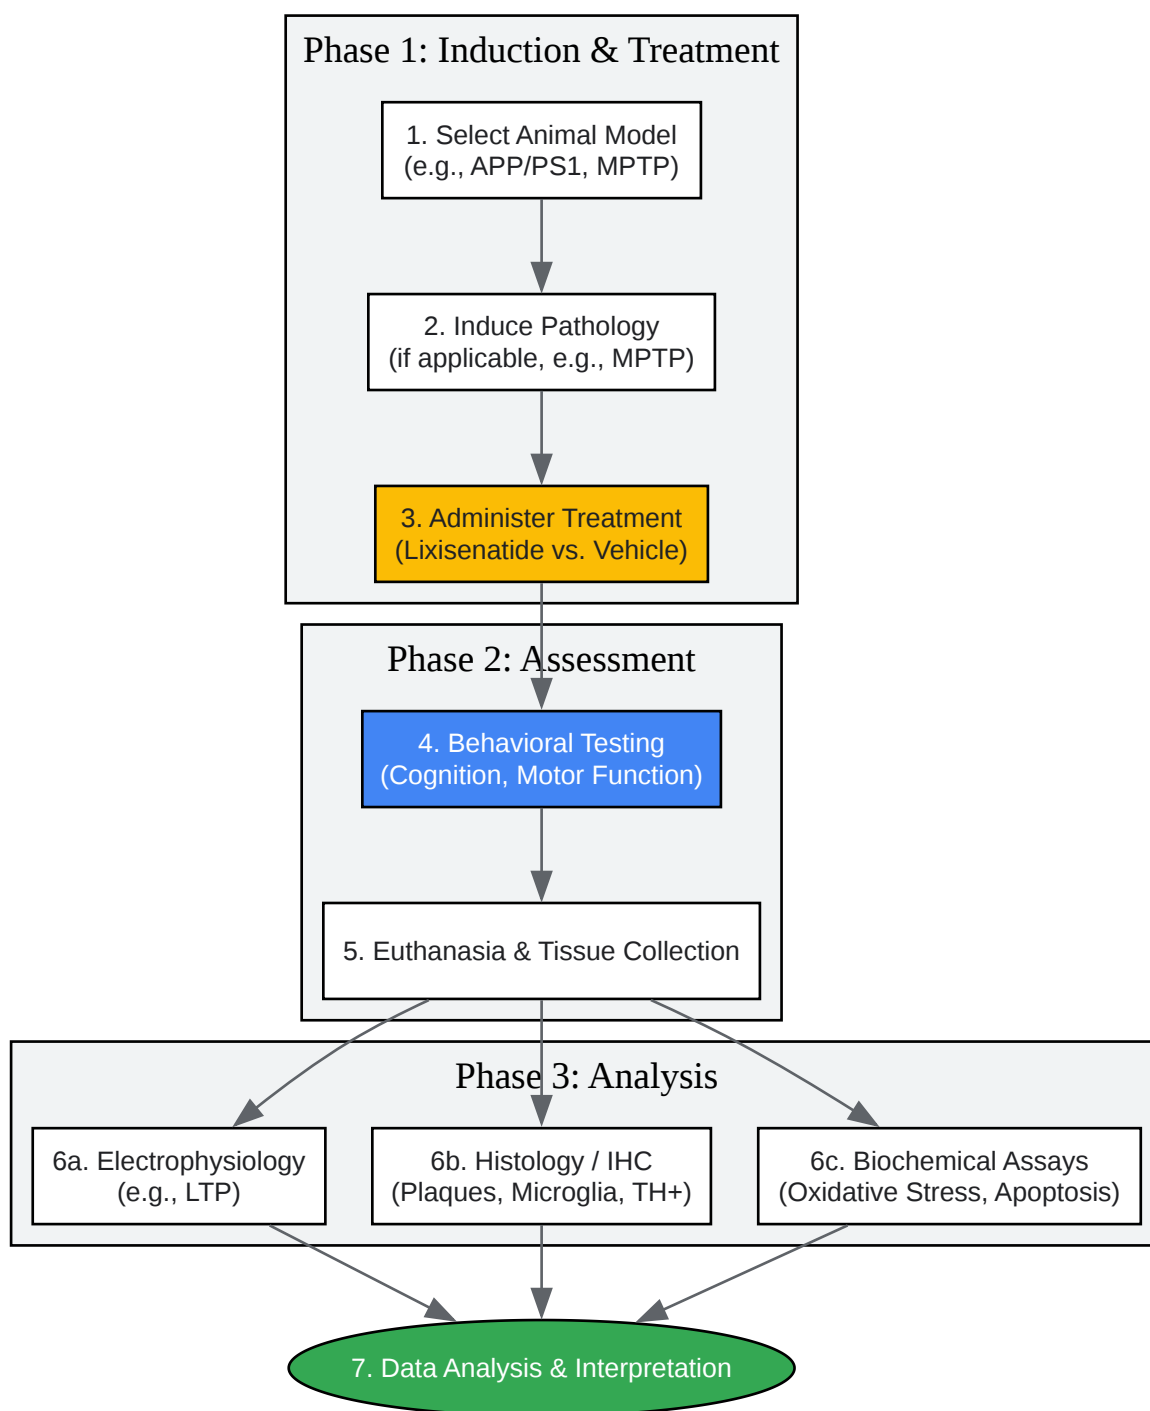 Phase 1: Induction & Treatment
1. Select Animal Model
(e.g., APP/PS1, MPTP)
2. Induce Pathology
(if applicable, e.g., MPTP)
3. Administer Treatment
(Lixisenatide vs. Vehicle)
Phase 2: Assessment
4. Behavioral Testing
(Cognition, Motor Function)
5. Euthanasia & Tissue Collection
Phase 3: Analysis
6a. Electrophysiology
(e.g., LTP)
6b. Histology / IHC
(Plaques, Microglia, TH+)
6c. Biochemical Assays
(Oxidative Stress, Apoptosis)
7. Data Analysis & Interpretation